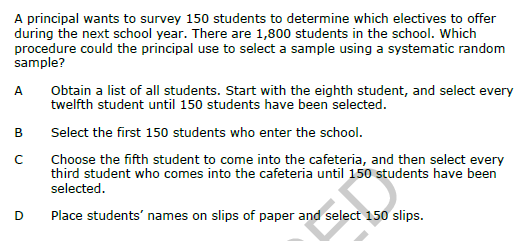 A principal wants to survey 150 students to determine which electives to offer
during the next school year. There are 1,800 students in the school. Which
procedure could the principal use to select a sample using a systematic random
sample?
A Obtain a list of all students. Start with the eighth student, and select every
twelfth student until 150 students have been selected.
B Select the first 150 students who enter the school.
C Choose the fifth student to come into the cafeteria, and then select every
third student who comes into the cafeteria until 150 students have been
selected.
D Place students' names on slips of paper and select 150 slips.